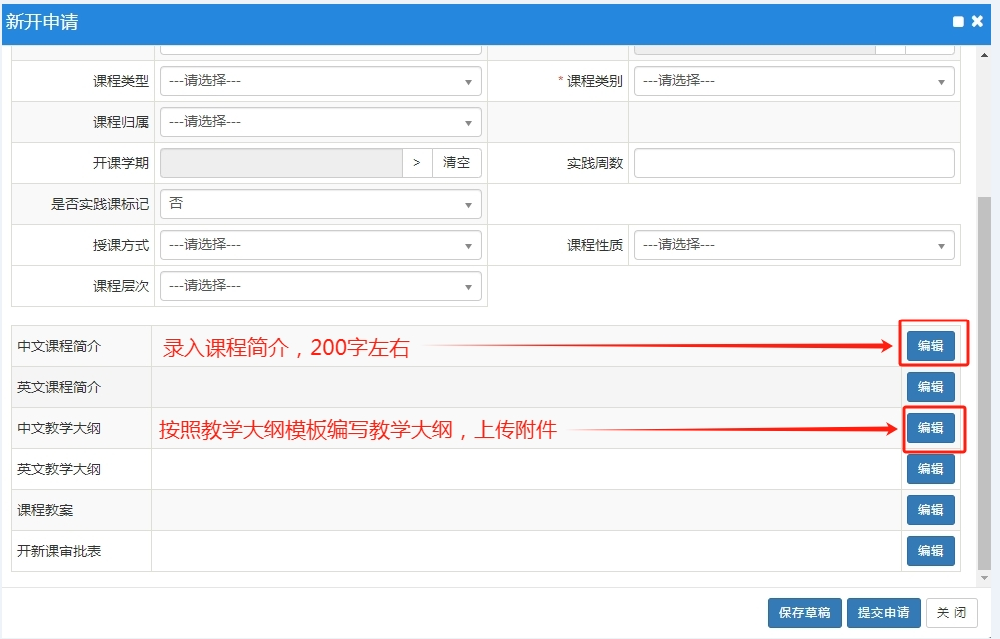 新开申请
课程类型 ---请选择--- * 课程类别 ---请选择---
课程归属 ---请选择---
开课学期 > 清空 实践周数
是否实践课标记 否
授课方式 ---请选择--- 课程性质 ---请选择---
课程层次 ---请选择---
中文课程简介 录入课程简介，200字左右 编辑
英文课程简介 编辑
中文教学大纲 按照教学大纲模板编写教学大纲，上传附件 编辑
英文教学大纲 编辑
课程教案 编辑
开新课审批表 编辑
保存草稿 提交申请 关 闭